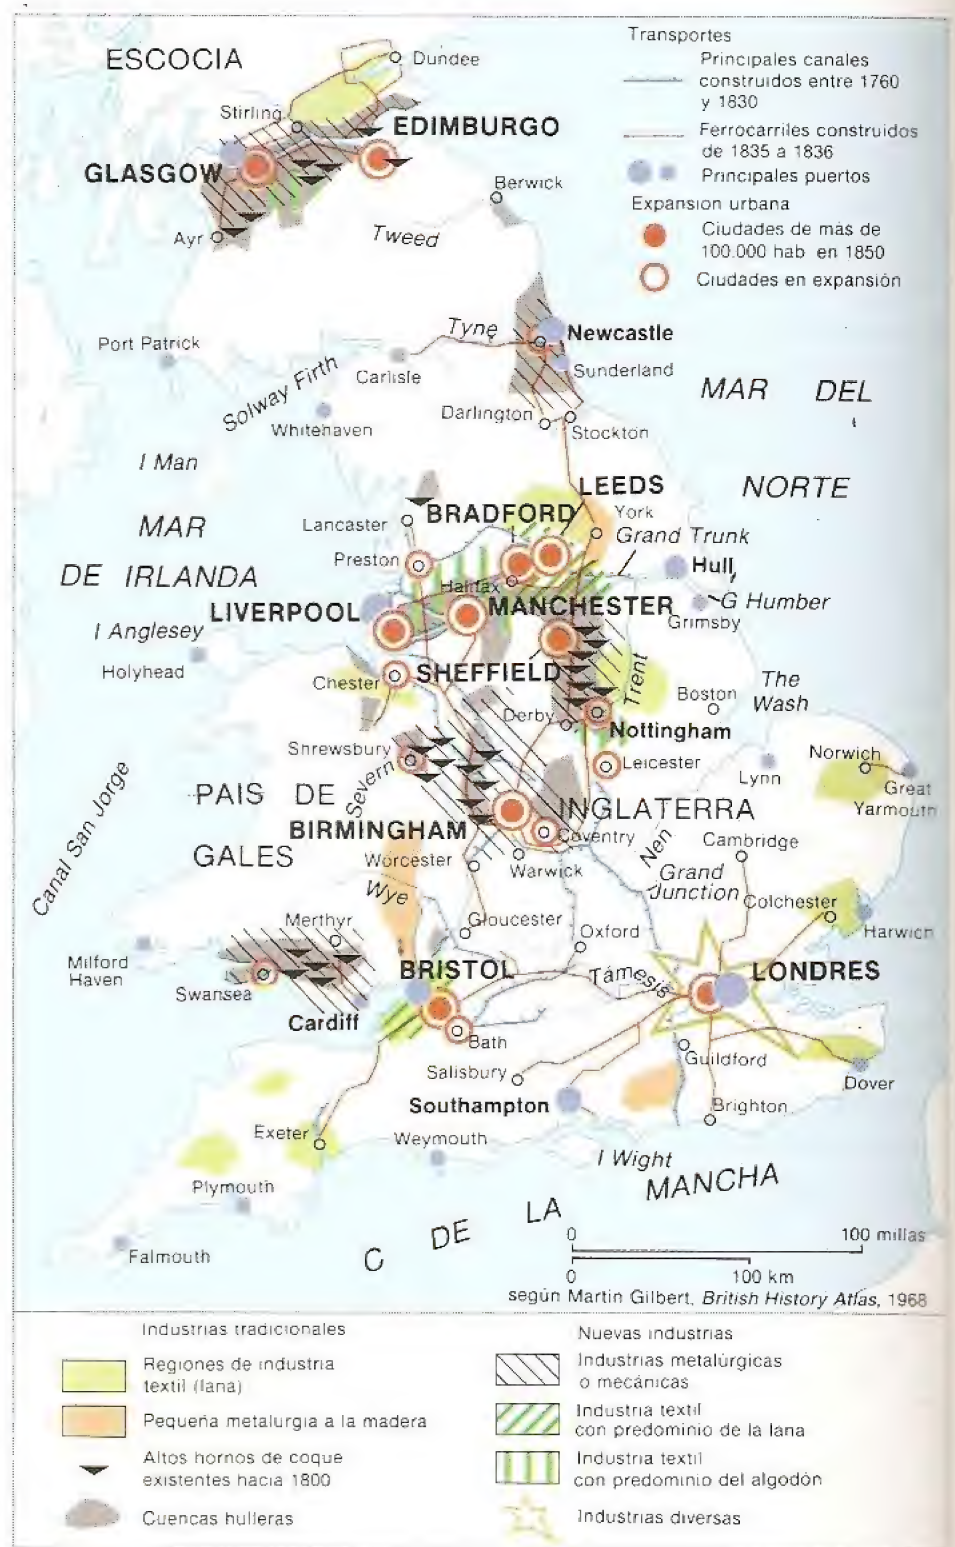 ESCOCIA
Dundee
Stirling
EDIMBURGO
GLASGOW
Berwick
Ayr
Tweed
Transportes
Principales canales
construidos entre 1760
y 1830
Ferrocarriles construidos
de 1835 a 1836
Principales puertos
Expansion urbana
Ciudades de más de
100.000 hab en 1850
Ciudades en expansión
Port Patrick
Tyne
Newcastle
Solway Firth
Carlisle
Sunderland
MAR DEL
Whitehaven
Darlington
Stockton
I Man
NORTE
MAR
DE IRLANDA
Lancaster
BRADFORD
LEEDS
York
Grand Trunk
Preston
Halifax
Hull
LIVERPOOL
MANCHESTER
G Humber
Grimsby
I Anglesey
Holyhead
Chester
SHEFFIELD
Trent
Boston
The
Wash
Derby
Nottingham
Shrewsbury
Leicester
Lynn
Norwich
Great
Yarmouth
Canal San Jorge
PAIS DE
GALES
Severn
INGLATERRA
BIRMINGHAM
Coventry
Nen
Cambridge
Worcester
Warwick
Grand
Junction
Wye
Colchester
Merthyr
Gloucester
Oxford
Harwich
Milford
Haven
Swansea
BRISTOL
Támesis
LONDRES
Cardiff
Bath
Guildford
Salisbury
Dover
Southampton
Brighton
Exeter
Weymouth
I Wight
Plymouth
C DE LA MANCHA
Falmouth
0 100 millas
0 100 km
según Martin Gilbert, British History Atlas, 1968
Industrias tradicionales
Regiones de industria
textil (lana)
Pequeña metalurgia a la madera
Altos hornos de coque
existentes hacia 1800
Cuencas hulleras
Nuevas industrias
Industrias metalúrgicas
o mecánicas
Industria textil
con predominio de la lana
Industria textil
con predominio del algodón
Industrias diversas